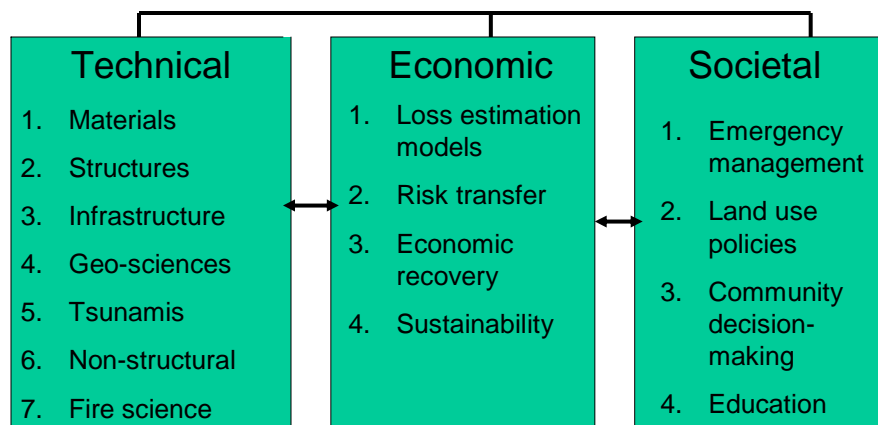 Technical
1. Materials
2. Structures
3. Infrastructure
4. Geo-sciences
5. Tsunamis
6. Non-structural
7. Fire science
Economic
1. Loss estimation
models
2. Risk transfer
3. Economic
recovery
4. Sustainability
Societal
1. Emergency
management
2. Land use
policies
3. Community
decision-
making
4. Education